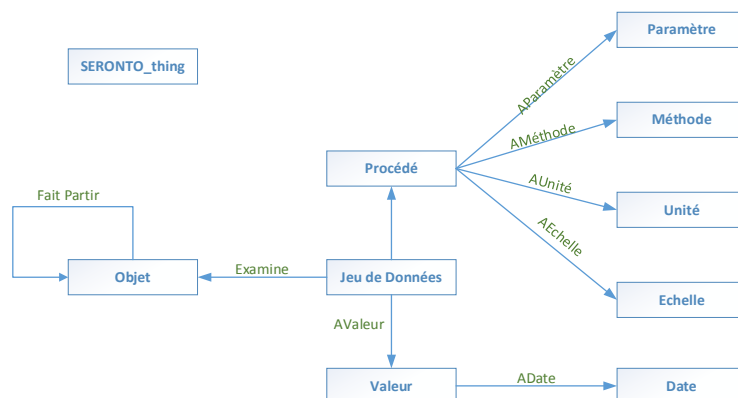 Paramètre
SERONTO_thing
AParamètre
Méthode
AMéthode
Procédé
AUnité
Fait Partir
Unité
AEchelle
Examine
Objet
Jeu de Données
Echelle
AValeur
ADate
Valeur
Date